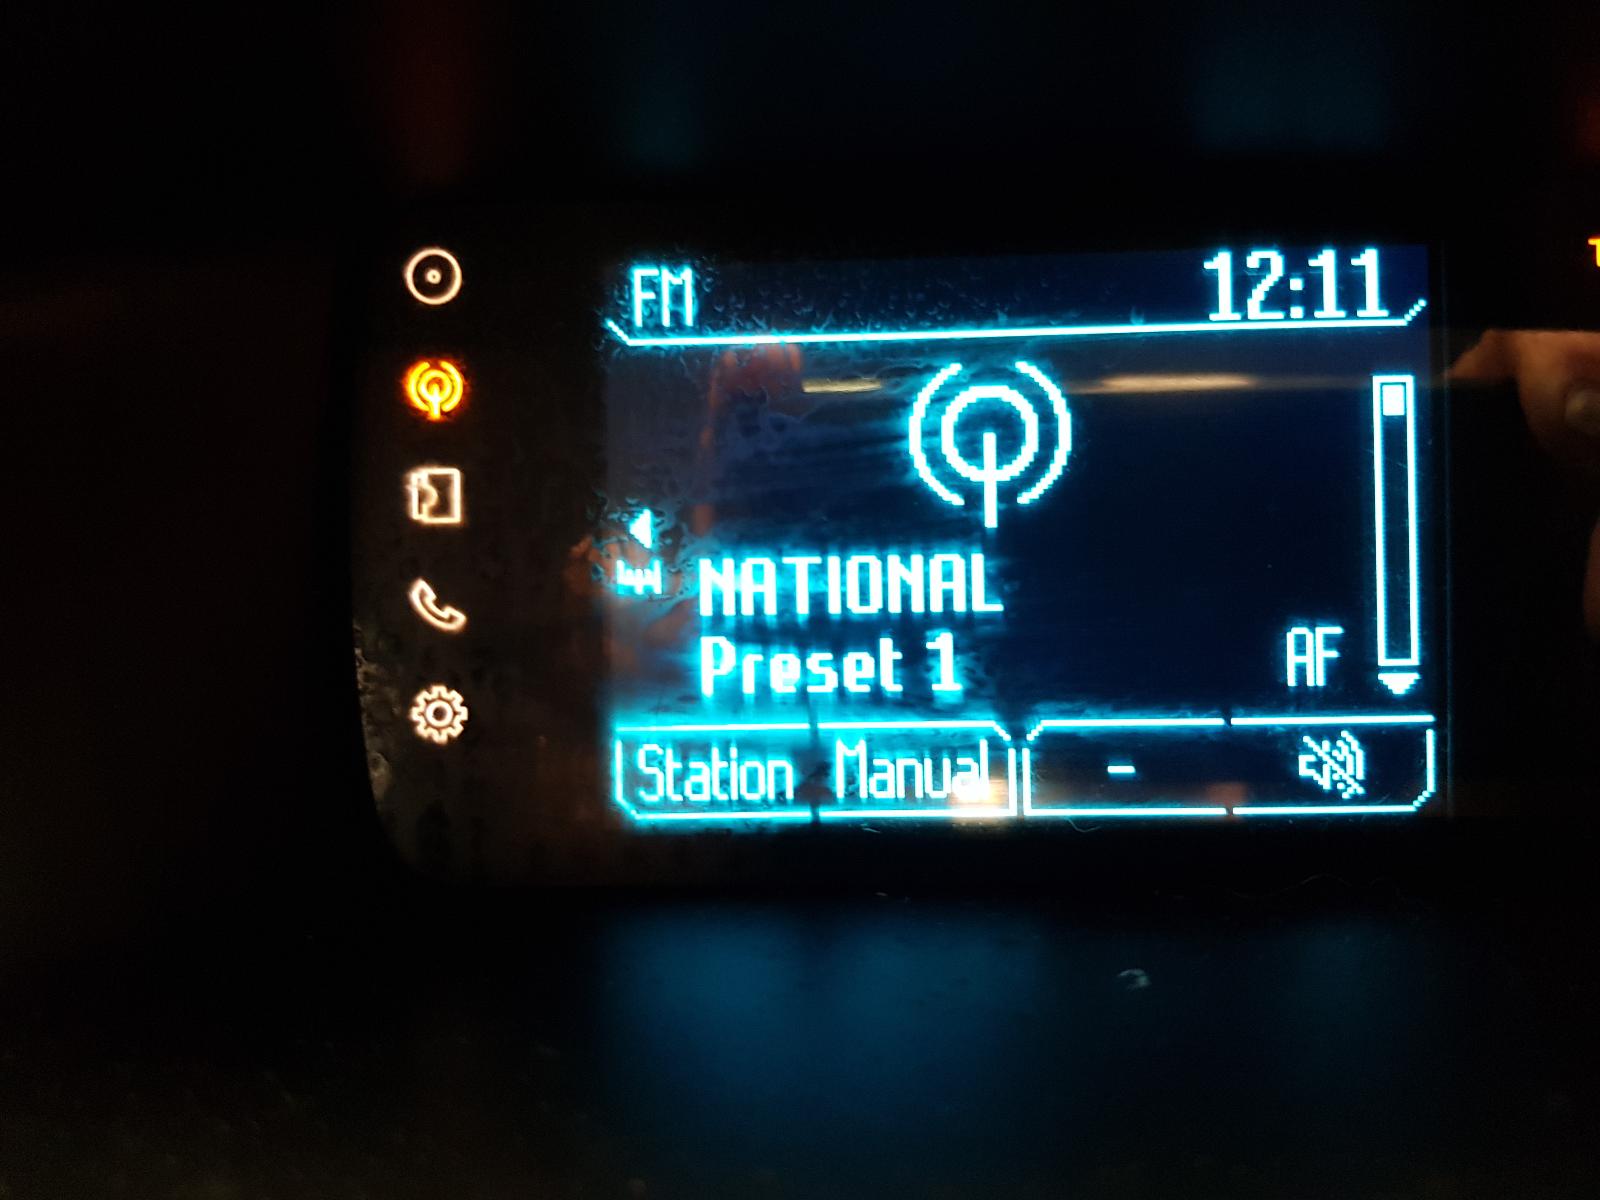 FM 12:11
NATIONAL
Preset 1 AF
Station Manual -